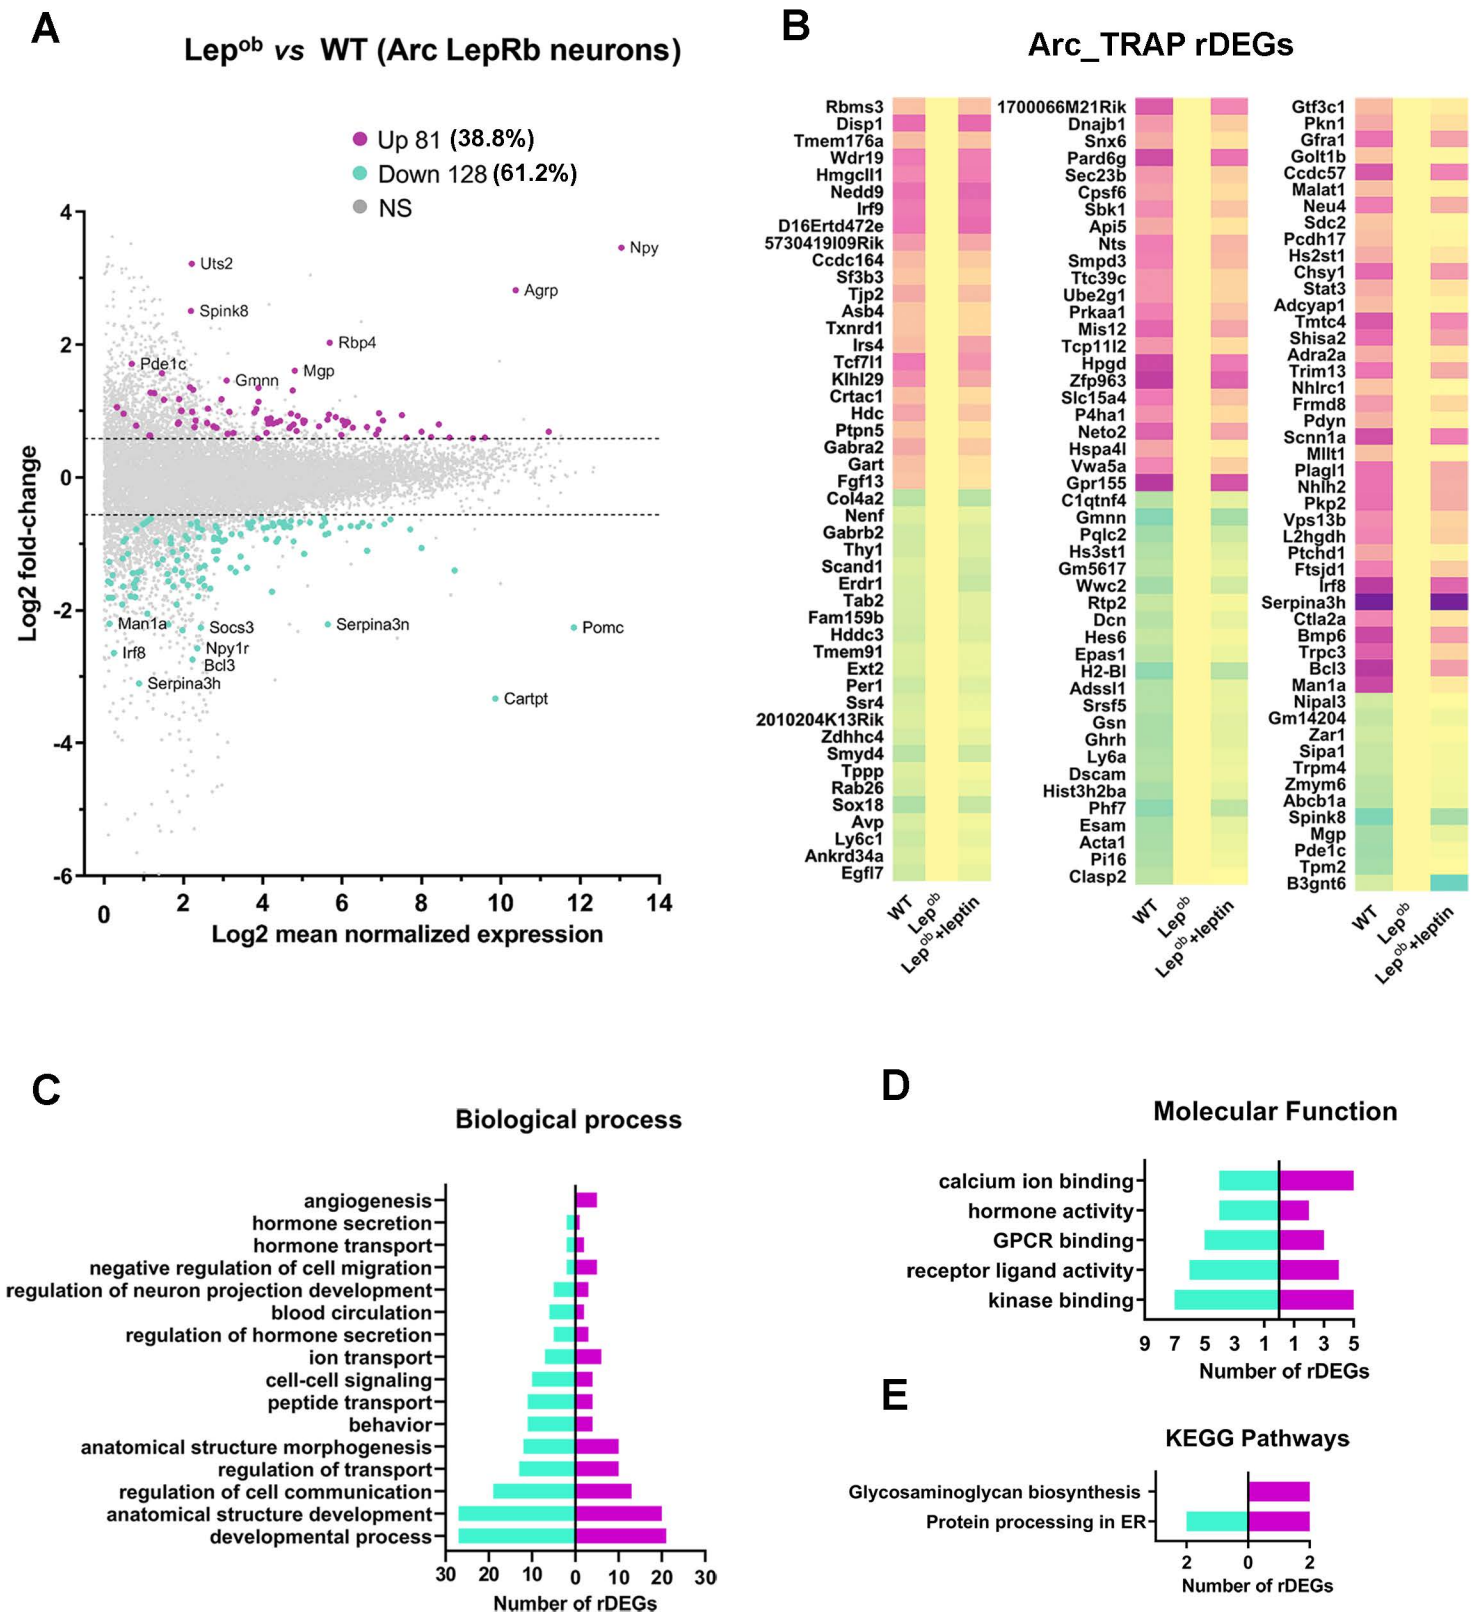 A
Lep^ob vs WT (Arc LepRb neurons)
Up 81 (38.8%)
Down 128 (61.2%)
NS
Log2 fold-change
4
2
0
-2
-4
-6
Npy
Uts2
Agrp
Spink8
Rbp4
Pde1c
Mgp
Gmnn
Man1a
Socs3
Serpina3n
Pomc
Irf8
Npy1r
Bcl3
Serpina3h
Cartpt
0 2 4 6 8 10 12 14
Log2 mean normalized expression
B
Arc_TRAP rDEGs
Rbms3
Disp1
Tmem176a
Wdr19
Hmgcll1
Nedd9
Irf9
D16Ertd472e
5730419I09Rik
Ccdc164
Sf3b3
Tjp2
Asb4
Txnrd1
Irs4
Tcf7l1
Klhl29
Crtac1
Hdc
Ptpn5
Gabra2
Gart
Fgf13
Col4a2
Nenf
Gabrb2
Thy1
Scand1
Erdr1
Tab2
Fam159b
Hddc3
Tmem91
Ext2
Per1
Ssr4
2010204K13Rik
Zdhhc4
Smyd4
Tppp
Rab26
Sox18
Avp
Ly6c1
Ankrd34a
Egfl7
WT
Lep^ob
Lep^ob+leptin
1700066M21Rik
Dnajb1
Snx6
Pard6g
Sec23b
Cpsf6
Sbk1
Api5
Nts
Smpd3
Ttc39c
Ube2g1
Prkaa1
Mis12
Tcp11l2
Hpgd
Zfp963
Slc15a4
P4ha1
Neto2
Hspa4l
Vwa5a
Gpr155
C1qtnf4
Gmnn
Pqlc2
Hs3st1
Gm5617
Wwc2
Rtp2
Dcn
Hes6
Epas1
H2-Bl
Adssl1
Srsf5
Gsn
Ghrh
Ly6a
Dscam
Hist3h2ba
Phf7
Esam
Acta1
Pi16
Clasp2
WT
Lep^ob
Lep^ob+leptin
Gtf3c1
Pkn1
Gfra1
Golt1b
Ccdc57
Malat1
Neu4
Sdc2
Pcdh17
Hs2st1
Chsy1
Stat3
Adcyap1
Tmtc4
Shisa2
Adra2a
Trim13
Nhlrc1
Frmd8
Pdyn
Scnn1a
Mllt1
Plagl1
Nhlh2
Pkp2
Vps13b
L2hgdh
Ptchd1
Ftsjd1
Irf8
Serpina3h
Ctla2a
Bmp6
Trpc3
Bcl3
Man1a
Nipal3
Gm14204
Zar1
Sipa1
Trpm4
Zmym6
Abcb1a
Spink8
Mgp
Pde1c
Tpm2
B3gnt6
WT
Lep^ob
Lep^ob+leptin
C
Biological process
angiogenesis
hormone secretion
hormone transport
negative regulation of cell migration
regulation of neuron projection development
blood circulation
regulation of hormone secretion
ion transport
cell-cell signaling
peptide transport
behavior
anatomical structure morphogenesis
regulation of transport
regulation of cell communication
anatomical structure development
developmental process
30 20 10 0 10 20 30
Number of rDEGs
D
Molecular Function
calcium ion binding
hormone activity
GPCR binding
receptor ligand activity
kinase binding
9 7 5 3 1 1 3 5
Number of rDEGs
E
KEGG Pathways
Glycosaminoglycan biosynthesis
Protein processing in ER
2 0 2
Number of rDEGs